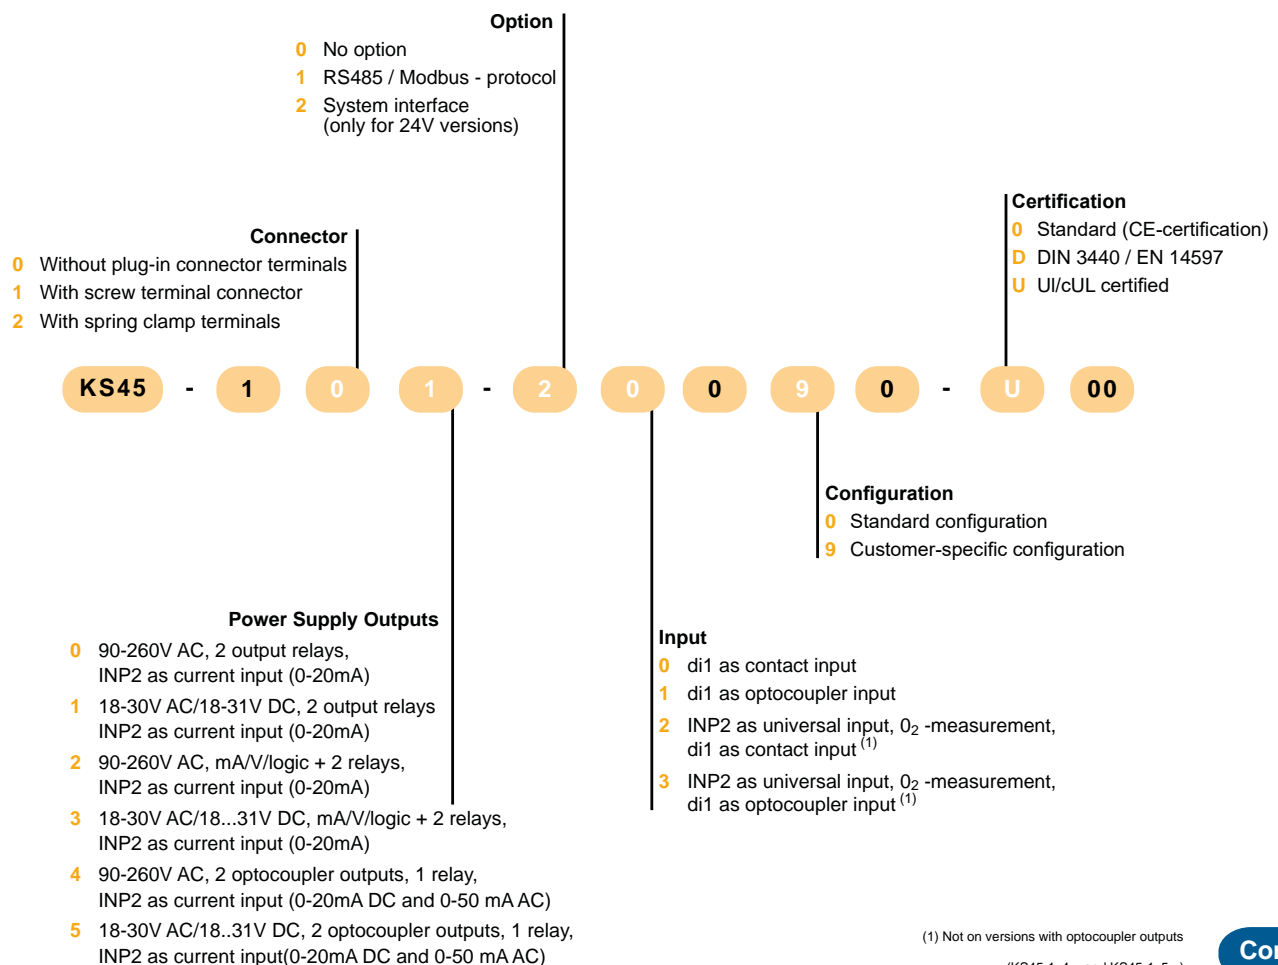 Option
0 No option
1 RS485 / Modbus - protocol
2 System interface
(only for 24V versions)
Certification
0 Standard (CE-certification)
D DIN 3440 / EN 14597
U Ul/cUL certified
Connector
0 Without plug-in connector terminals
1 With screw terminal connector
2 With spring clamp terminals
KS45 - 1 0 1 - 2 0 0 9 0 - U 00
Configuration
0 Standard configuration
9 Customer-specific configuration
Power Supply Outputs
0 90-260V AC, 2 output relays,
INP2 as current input (0-20mA)
1 18-30V AC/18-31V DC, 2 output relays
INP2 as current input (0-20mA)
2 90-260V AC, mA/V/logic + 2 relays,
INP2 as current input (0-20mA)
3 18-30V AC/18...31V DC, mA/V/logic + 2 relays,
INP2 as current input (0-20mA)
4 90-260V AC, 2 optocoupler outputs, 1 relay,
INP2 as current input (0-20mA DC and 0-50 mA AC)
5 18-30V AC/18..31V DC, 2 optocoupler outputs, 1 relay,
INP2 as current input(0-20mA DC and 0-50 mA AC)
Input
0 di1 as contact input
1 di1 as optocoupler input
2 INP2 as universal input, 0₂ -measurement,
di1 as contact input (1)
3 INP2 as universal input, 0₂ -measurement,
di1 as optocoupler input (1)
(1) Not on versions with optocoupler outputs